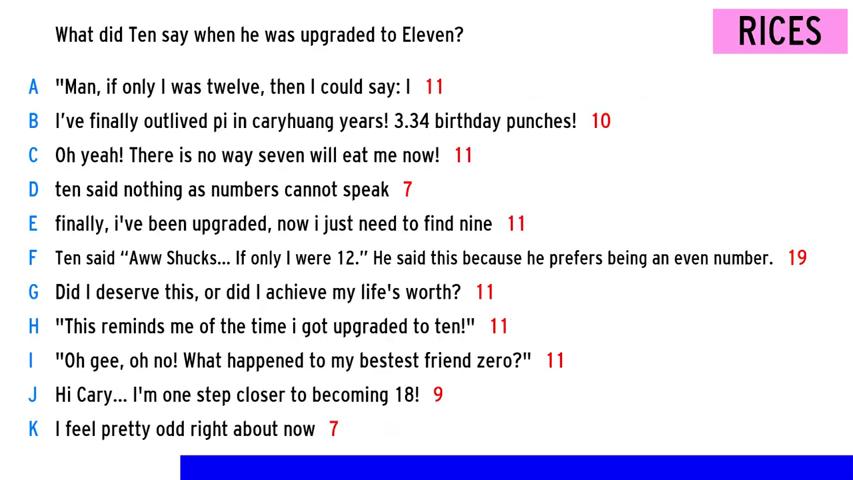 What did Ten say when he was upgraded to Eleven?
RICES
A "Man, if only I was twelve, then I could say: I 11
B I've finally outlived pi in caryhuang years! 3.34 birthday punches! 10
C Oh yeah! There is no way seven will eat me now! 11
D ten said nothing as numbers cannot speak 7
E finally, i've been upgraded, now i just need to find nine 11
F Ten said “Aww Shucks... If only I were 12.” He said this because he prefers being an even number. 19
G Did I deserve this, or did I achieve my life's worth? 11
H "This reminds me of the time i got upgraded to ten!" 11
I "Oh gee, oh no! What happened to my bestest friend zero?" 11
J Hi Cary... I'm one step closer to becoming 18! 9
K I feel pretty odd right about now 7